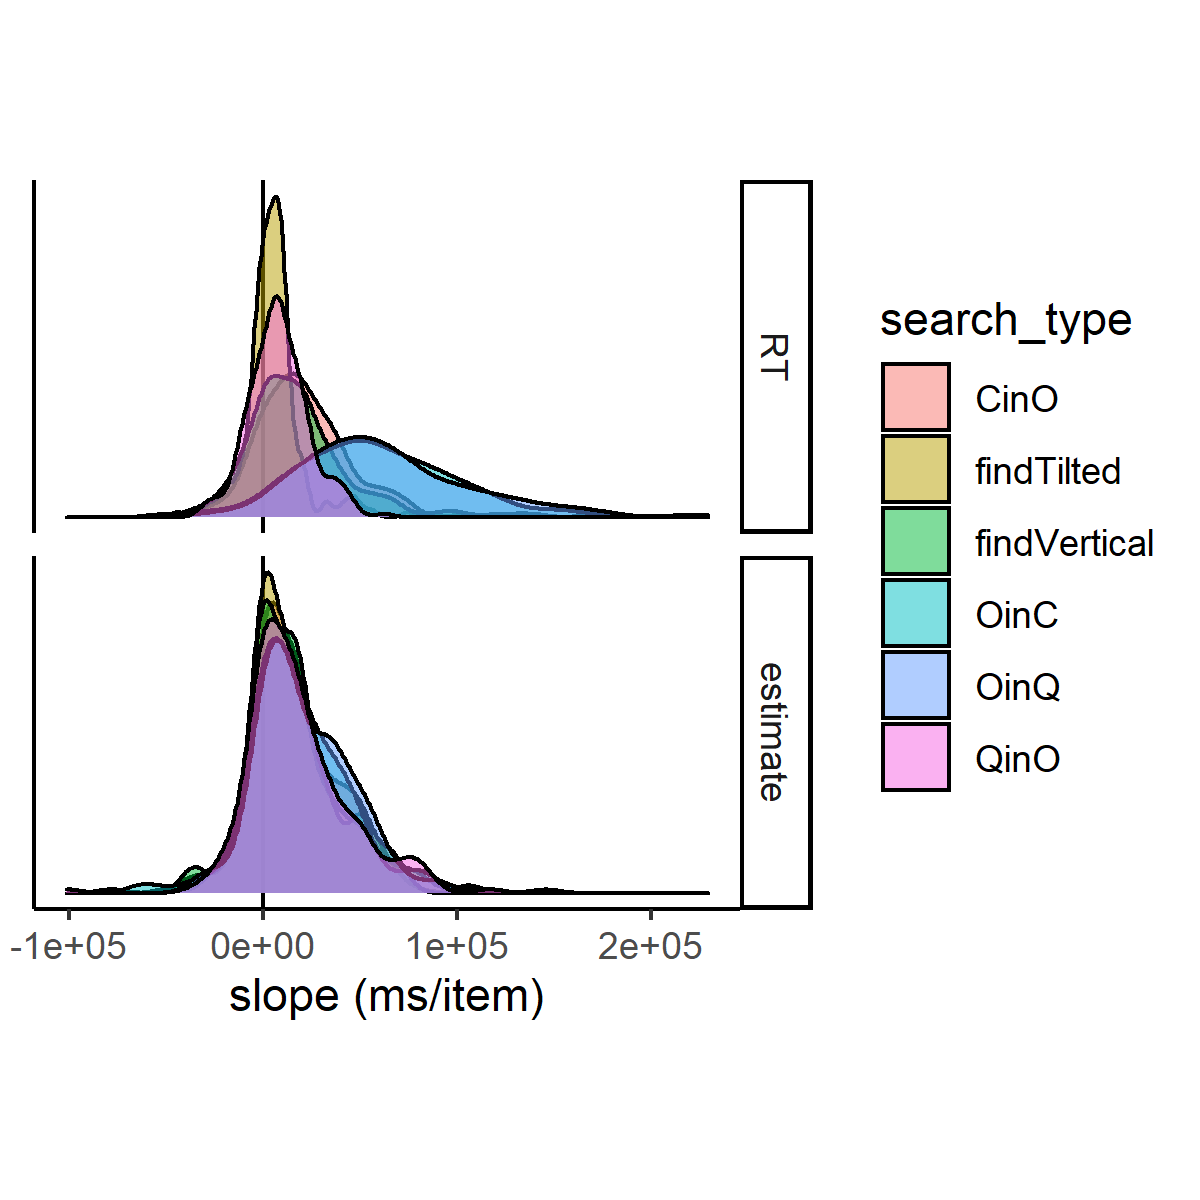 RT
estimate
-1e+05 0e+00 1e+05 2e+05
slope (ms/item)
search_type
CinO
findTilted
findVertical
OinC
OinQ
QinO